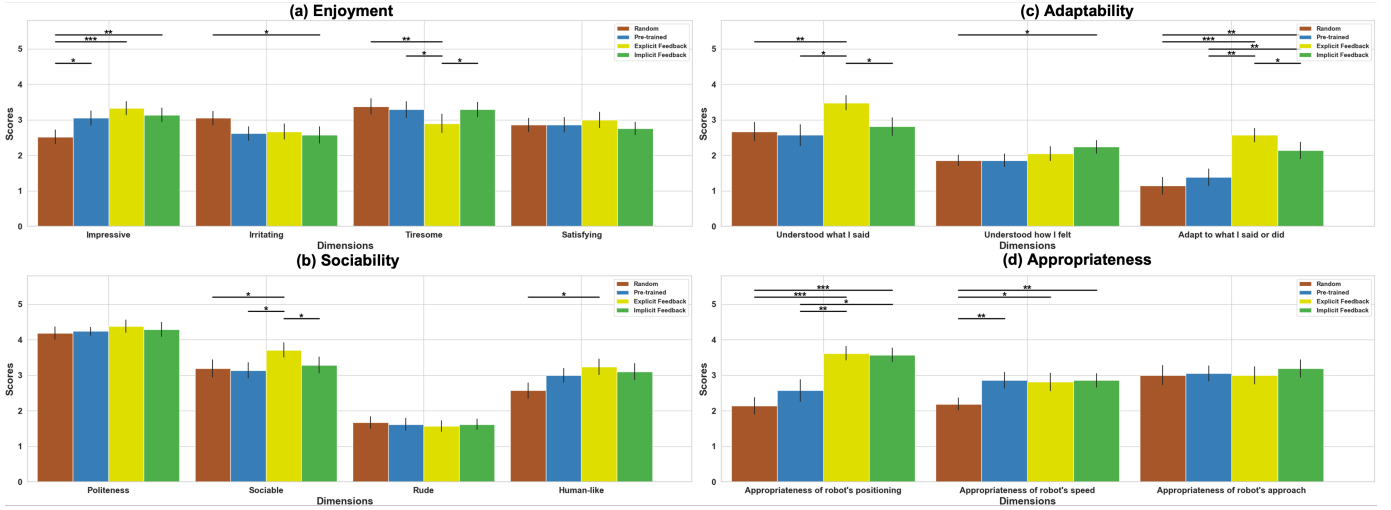 (a) Enjoyment
Random
Pre-trained
Explicit Feedback
Implicit Feedback
**
***
*
*
**
*
*
5
4
3
2
1
0
Scores
Impressive
Irritating
Tiresome
Satisfying
Dimensions
(c) Adaptability
Random
Pre-trained
Explicit Feedback
Implicit Feedback
**
*
*
*
**
***
**
**
*
5
4
3
2
1
0
Scores
Understood what I said
Understood how I felt
Adapt to what I said or did
Dimensions
(b) Sociability
Random
Pre-trained
Explicit Feedback
Implicit Feedback
*
*
*
*
5
4
3
2
1
0
Scores
Politeness
Sociable
Rude
Human-like
Dimensions
(d) Appropriateness
Random
Pre-trained
Explicit Feedback
Implicit Feedback
***
***
*
**
**
*
**
5
4
3
2
1
0
Scores
Appropriateness of robot's positioning
Appropriateness of robot's speed
Appropriateness of robot's approach
Dimensions